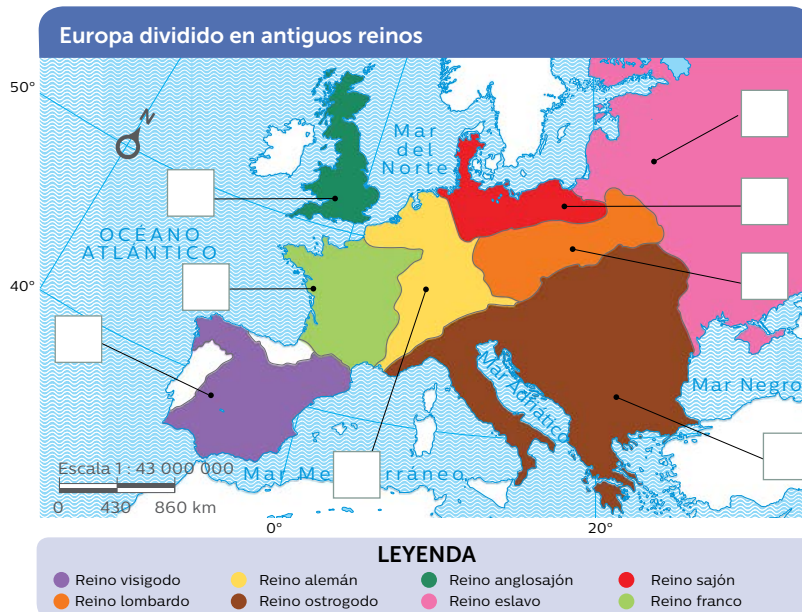 Europa dividido en antiguos reinos
50°
N
Mar
del
Norte
OCÉANO
ATLÁNTICO
40°
Mar Adriático
Mar Negro
Escala 1 : 43 000 000
Mar Me erráneo
0 430 860 km
0° 20°
LEYENDA
Reino visigodo Reino alemán Reino anglosajón Reino sajón
Reino lombardo Reino ostrogodo Reino eslavo Reino franco